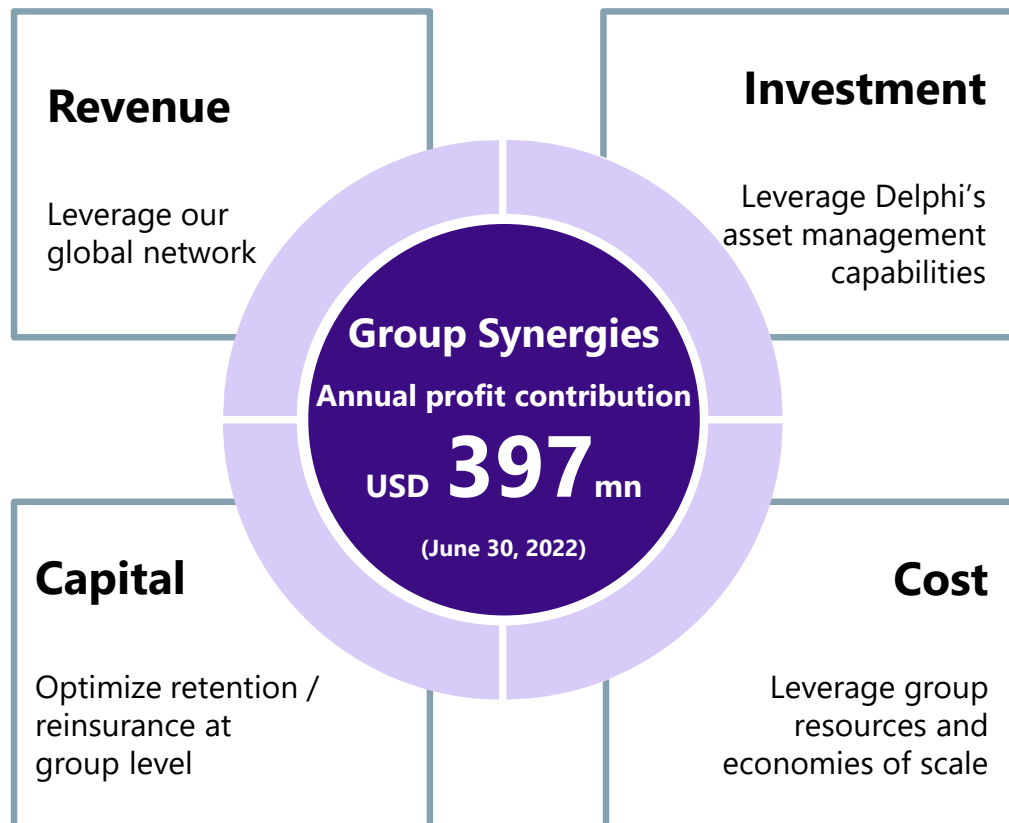 Revenue
Leverage our
global network
Investment
Leverage Delphi’s
asset management
capabilities
Group Synergies
Annual profit contribution
USD 397 mn
(June 30, 2022)
Capital
Optimize retention /
reinsurance at
group level
Cost
Leverage group
resources and
economies of scale